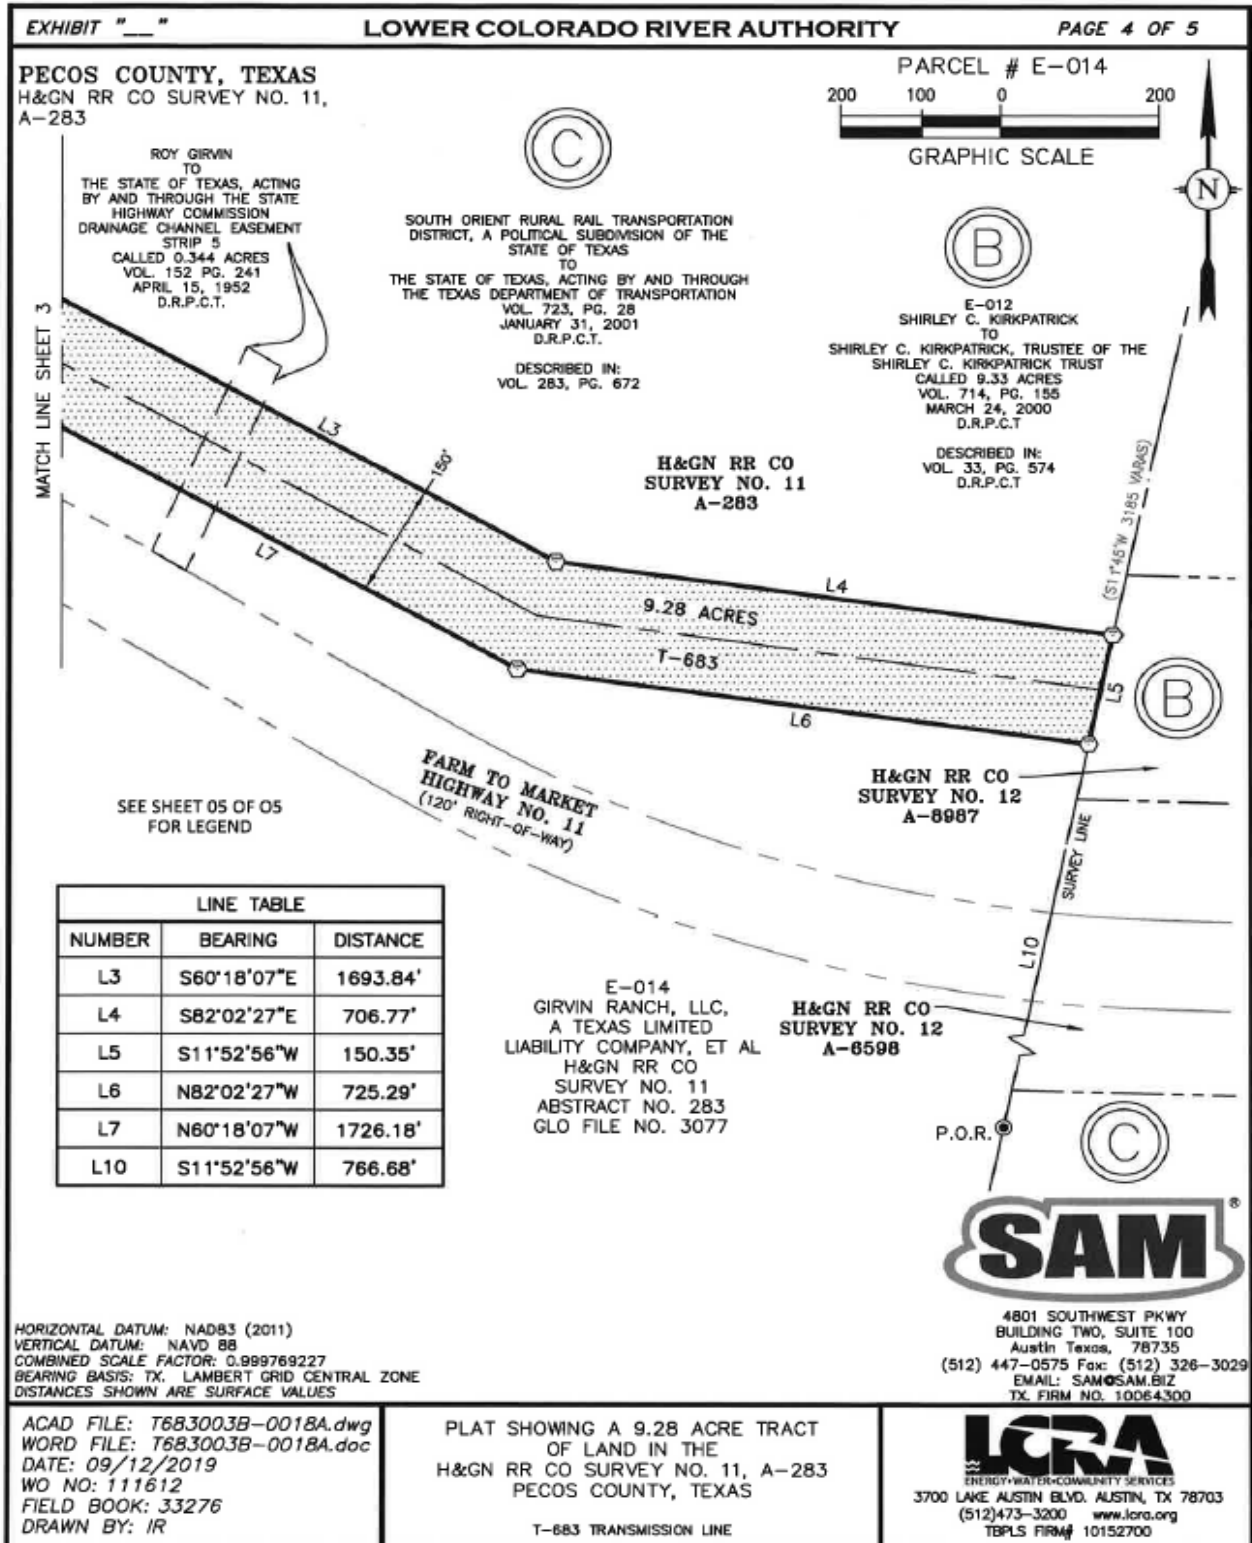 EXHIBIT "__"
LOWER COLORADO RIVER AUTHORITY
PAGE 4 OF 5
PECOS COUNTY, TEXAS
H&GN RR CO SURVEY NO. 11,
A-283
PARCEL # E-014
200 100 0 200
GRAPHIC SCALE
N
ROY GIRVIN
TO
THE STATE OF TEXAS, ACTING
BY AND THROUGH THE STATE
HIGHWAY COMMISSION
DRAINAGE CHANNEL EASEMENT
STRIP 5
CALLED 0.344 ACRES
VOL. 152 PG. 241
APRIL 15, 1952
D.R.P.C.T.
C
SOUTH ORIENT RURAL RAIL TRANSPORTATION
DISTRICT, A POLITICAL SUBDIVISION OF THE
STATE OF TEXAS
TO
THE STATE OF TEXAS, ACTING BY AND THROUGH
THE TEXAS DEPARTMENT OF TRANSPORTATION
VOL. 723, PG. 28
JANUARY 31, 2001
D.R.P.C.T.
DESCRIBED IN:
VOL. 283, PG. 672
B
E-012
SHIRLEY C. KIRKPATRICK
TO
SHIRLEY C. KIRKPATRICK, TRUSTEE OF THE
SHIRLEY C. KIRKPATRICK TRUST
CALLED 9.33 ACRES
VOL. 714, PG. 155
MARCH 24, 2000
D.R.P.C.T
DESCRIBED IN:
VOL. 33, PG. 574
D.R.P.C.T
MATCH LINE SHEET 3
L3
150'
L7
H&GN RR CO
SURVEY NO. 11
A-283
(S11°45'W 3185 VARAS)
L4
9.28 ACRES
T-683
L5
B
L6
FARM TO MARKET
HIGHWAY NO. 11
(120' RIGHT-OF-WAY)
H&GN RR CO
SURVEY NO. 12
A-8987
SEE SHEET 05 OF 05
FOR LEGEND
SURVEY LINE
L10
LINE TABLE
NUMBER BEARING DISTANCE
L3 S60°18'07"E 1693.84'
L4 S82°02'27"E 706.77'
L5 S11°52'56"W 150.35'
L6 N82°02'27"W 725.29'
L7 N60°18'07"W 1726.18'
L10 S11°52'56"W 766.68'
E-014
GIRVIN RANCH, LLC,
A TEXAS LIMITED
LIABILITY COMPANY, ET AL
H&GN RR CO
SURVEY NO. 11
ABSTRACT NO. 283
GLO FILE NO. 3077
H&GN RR CO
SURVEY NO. 12
A-6598
P.O.R.
C
SAM®
4801 SOUTHWEST PKWY
BUILDING TWO, SUITE 100
Austin Texas, 78735
(512) 447-0575 Fax: (512) 326-3029
EMAIL: SAM@SAM.BIZ
TX. FIRM NO. 10064300
HORIZONTAL DATUM: NAD83 (2011)
VERTICAL DATUM: NAVD 88
COMBINED SCALE FACTOR: 0.999769227
BEARING BASIS: TX. LAMBERT GRID CENTRAL ZONE
DISTANCES SHOWN ARE SURFACE VALUES
ACAD FILE: T683003B-0018A.dwg
WORD FILE: T683003B-0018A.doc
DATE: 09/12/2019
WO NO: 111612
FIELD BOOK: 33276
DRAWN BY: IR
PLAT SHOWING A 9.28 ACRE TRACT
OF LAND IN THE
H&GN RR CO SURVEY NO. 11, A-283
PECOS COUNTY, TEXAS
T-683 TRANSMISSION LINE
LCRA
ENERGY•WATER•COMMUNITY SERVICES
3700 LAKE AUSTIN BLVD. AUSTIN, TX 78703
(512)473-3200 www.lcra.org
TBPLS FIRM# 10152700